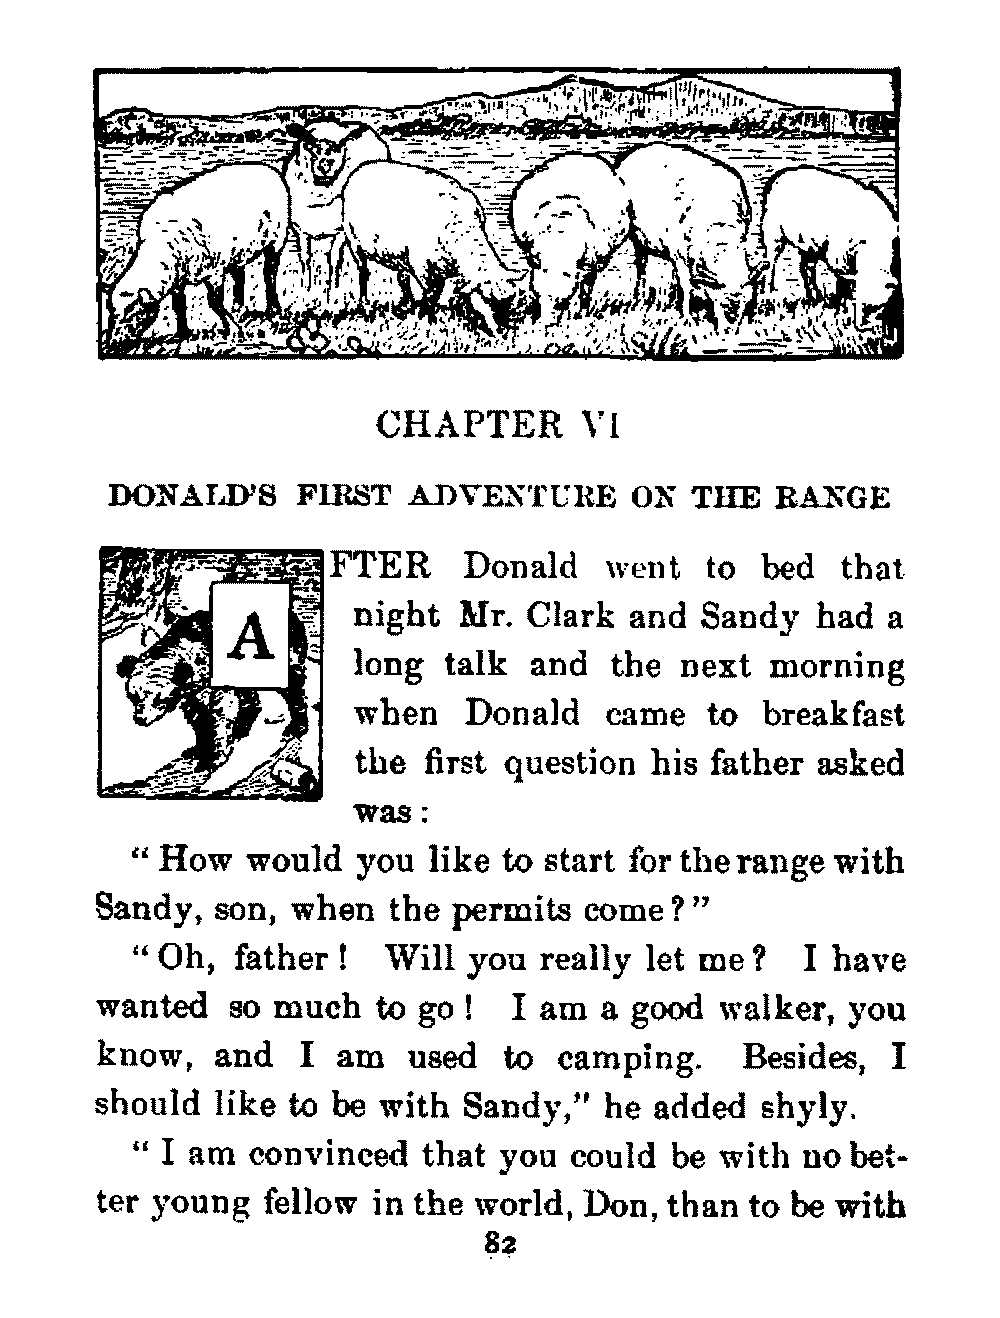 CHAPTER VI
DONALD'S FIRST ADVENTURE ON THE RANGE
AFTER Donald went to bed that
night Mr. Clark and Sandy had a
long talk and the next morning
when Donald came to breakfast
the first question his father asked
was:
"How would you like to start for the range with
Sandy, son, when the permits come?"
"Oh, father! Will you really let me? I have
wanted so much to go! I am a good walker, you
know, and I am used to camping. Besides, I
should like to be with Sandy," he added shyly.
"I am convinced that you could be with no bet-
ter young fellow in the world, Don, than to be with
82